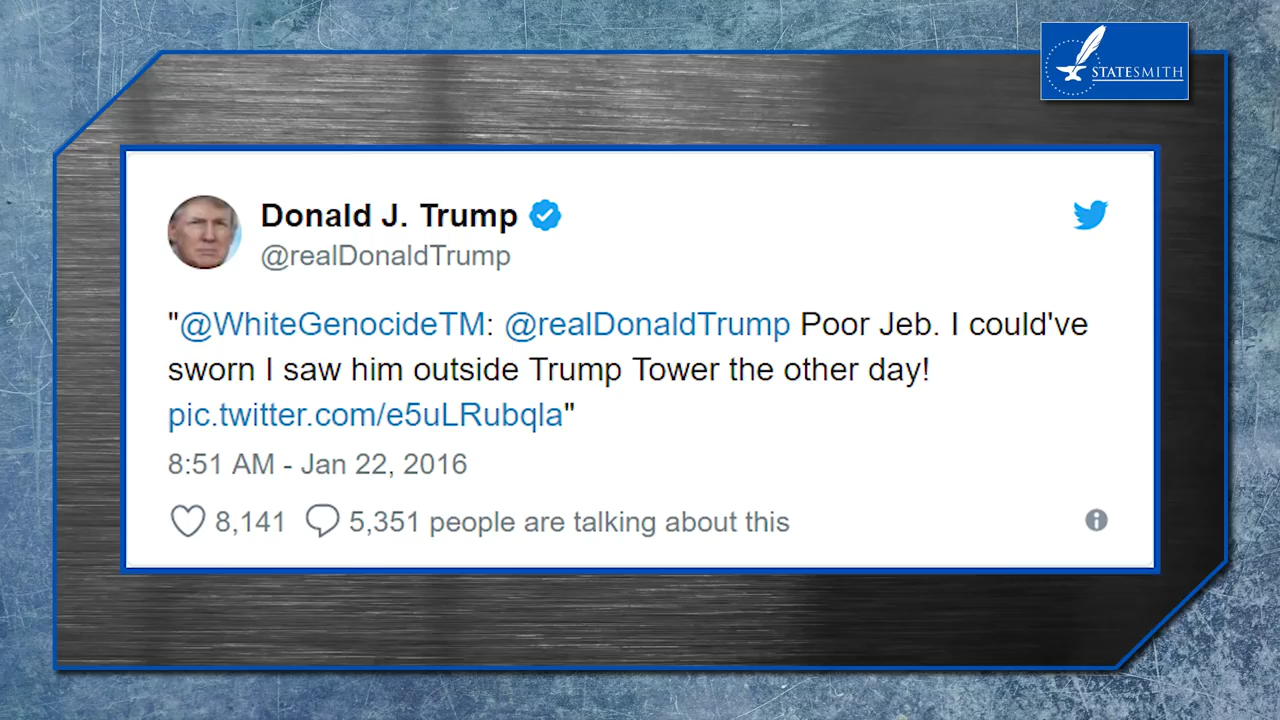 STATESMITH
Donald J. Trump
@realDonaldTrump
"@WhiteGenocideTM: @realDonaldTrump Poor Jeb. I could've
sworn I saw him outside Trump Tower the other day!
pic.twitter.com/e5uLRubqla"
8:51 AM - Jan 22, 2016
8,141 5,351 people are talking about this